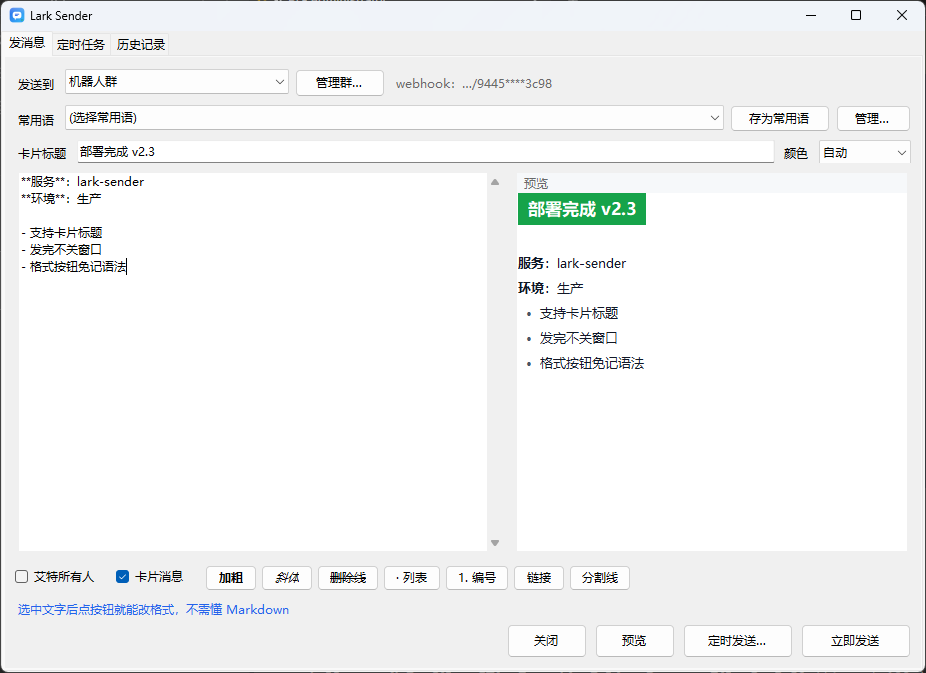 Lark Sender
发消息 定时任务 历史记录
发送到 机器人群 管理群... webhook: .../9445****3c98
常用语 (选择常用语) 存为常用语 管理...
卡片标题 部署完成 v2.3 颜色 自动
**服务**：lark-sender
**环境**：生产
- 支持卡片标题
- 发完不关窗口
- 格式按钮免记语法
预览
部署完成 v2.3
服务：lark-sender
环境：生产
• 支持卡片标题
• 发完不关窗口
• 格式按钮免记语法
艾特所有人 卡片消息 加粗 斜体 删除线 · 列表 1. 编号 链接 分割线
选中文字后点按钮就能改格式，不需懂 Markdown
关闭 预览 定时发送... 立即发送